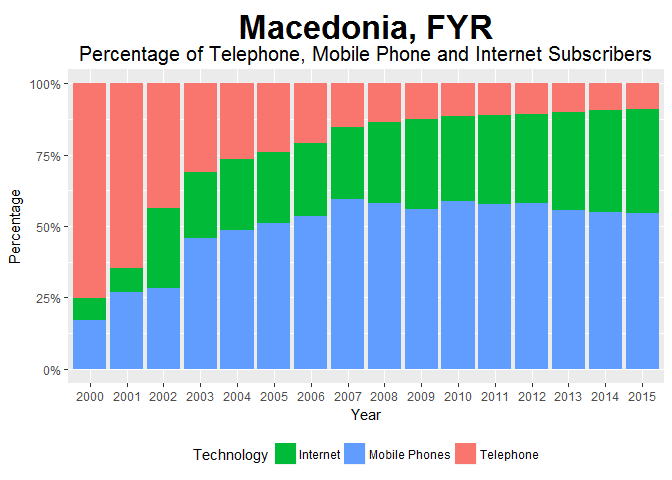 Macedonia, FYR
Percentage of Telephone, Mobile Phone and Internet Subscribers
Percentage
100%
75%
50%
25%
0%
2000 2001 2002 2003 2004 2005 2006 2007 2008 2009 2010 2011 2012 2013 2014 2015
Year
Technology Internet Mobile Phones Telephone